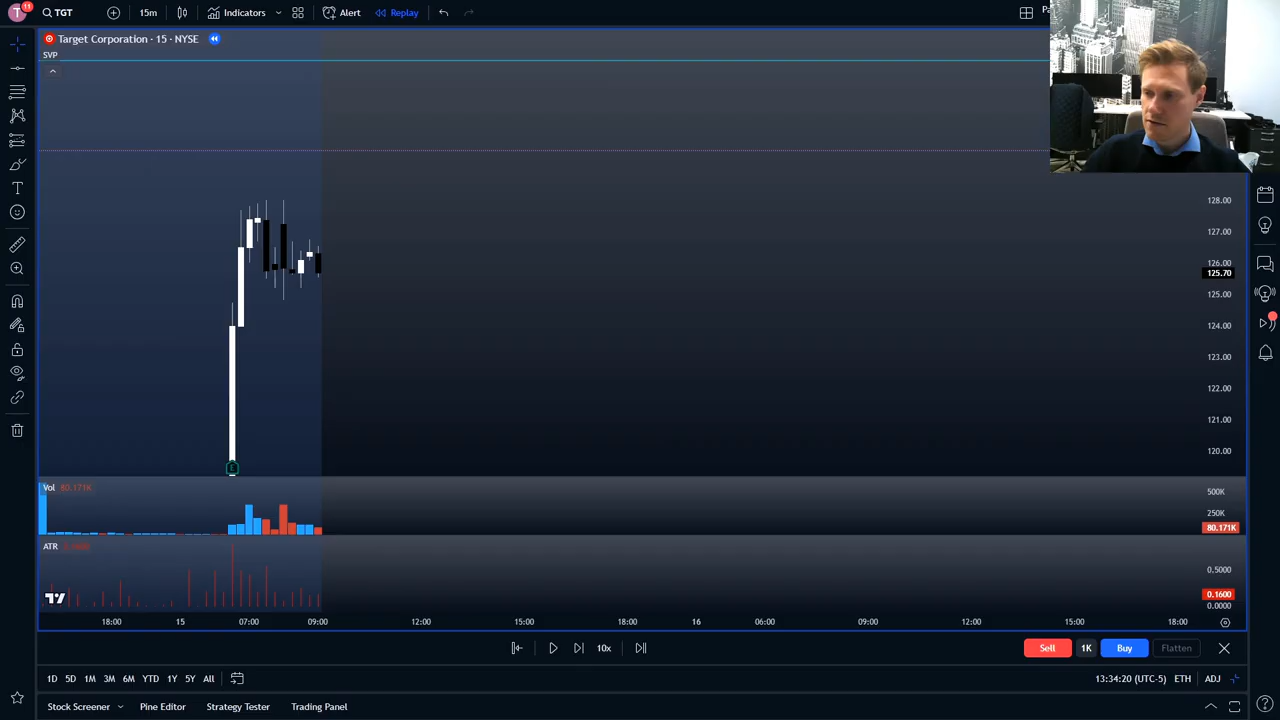 T
11
TGT
15m
Indicators
Alert
Replay
Target Corporation · 15 · NYSE
SVP
128.00
127.00
126.00
125.70
125.00
124.00
123.00
122.00
121.00
120.00
E
Vol 80.171K
500K
250K
80.171K
ATR 0.1600
0.5000
0.1600
0.0000
18:00 15 07:00 09:00 12:00 15:00 18:00 16 06:00 09:00 12:00 15:00 18:00
10x
Sell 1K Buy Flatten
1D 5D 1M 3M 6M YTD 1Y 5Y All
13:34:20 (UTC-5) ETH ADJ
Stock Screener Pine Editor Strategy Tester Trading Panel